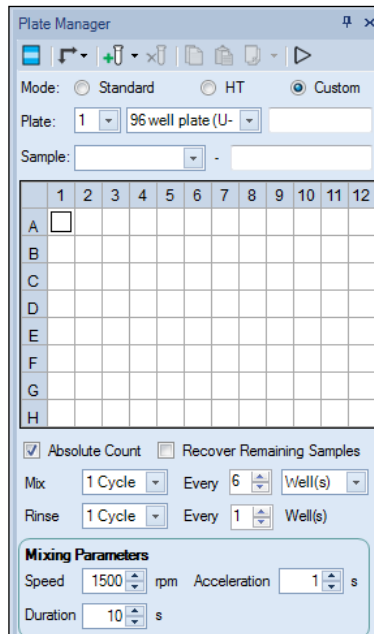 Plate Manager
Mode: Standard HT Custom
Plate: 1 96 well plate (U-
Sample: -
1 2 3 4 5 6 7 8 9 10 11 12
A
B
C
D
E
F
G
H
Absolute Count Recover Remaining Samples
Mix 1 Cycle Every 6 Well(s)
Rinse 1 Cycle Every 1 Well(s)
Mixing Parameters
Speed 1500 rpm Acceleration 1 s
Duration 10 s